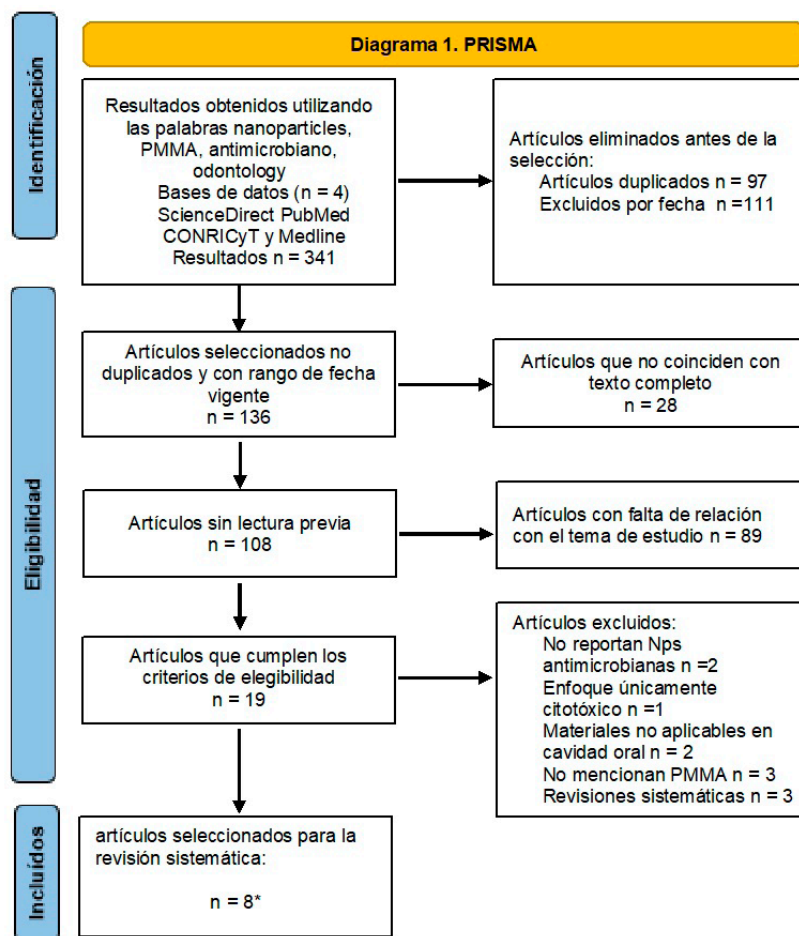 Diagrama 1. PRISMA
Identificación
Resultados obtenidos utilizando
las palabras nanoparticles,
PMMA, antimicrobiano,
odontology
Bases de datos (n = 4)
ScienceDirect PubMed
CONRICyT y Medline
Resultados n = 341
Artículos eliminados antes de la
selección:
Artículos duplicados n = 97
Excluidos por fecha n =111
Eligibilidad
Artículos seleccionados no
duplicados y con rango de fecha
vigente
n = 136
Artículos que no coinciden con
texto completo
n = 28
Artículos sin lectura previa
n = 108
Artículos con falta de relación
con el tema de estudio n = 89
Artículos que cumplen los
criterios de elegibilidad
n = 19
Artículos excluidos:
No reportan Nps
antimicrobianas n =2
Enfoque únicamente
citotóxico n =1
Materiales no aplicables en
cavidad oral n = 2
No mencionan PMMA n = 3
Revisiones sistemáticas n = 3
Incluídos
artículos seleccionados para la
revisión sistemática:
n = 8*